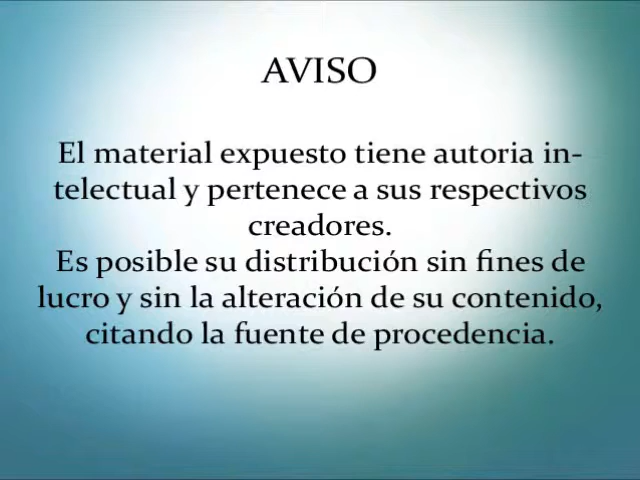 AVISO
El material expuesto tiene autoria in-
telectual y pertenece a sus respectivos
creadores.
Es posible su distribución sin fines de
lucro y sin la alteración de su contenido,
citando la fuente de procedencia.